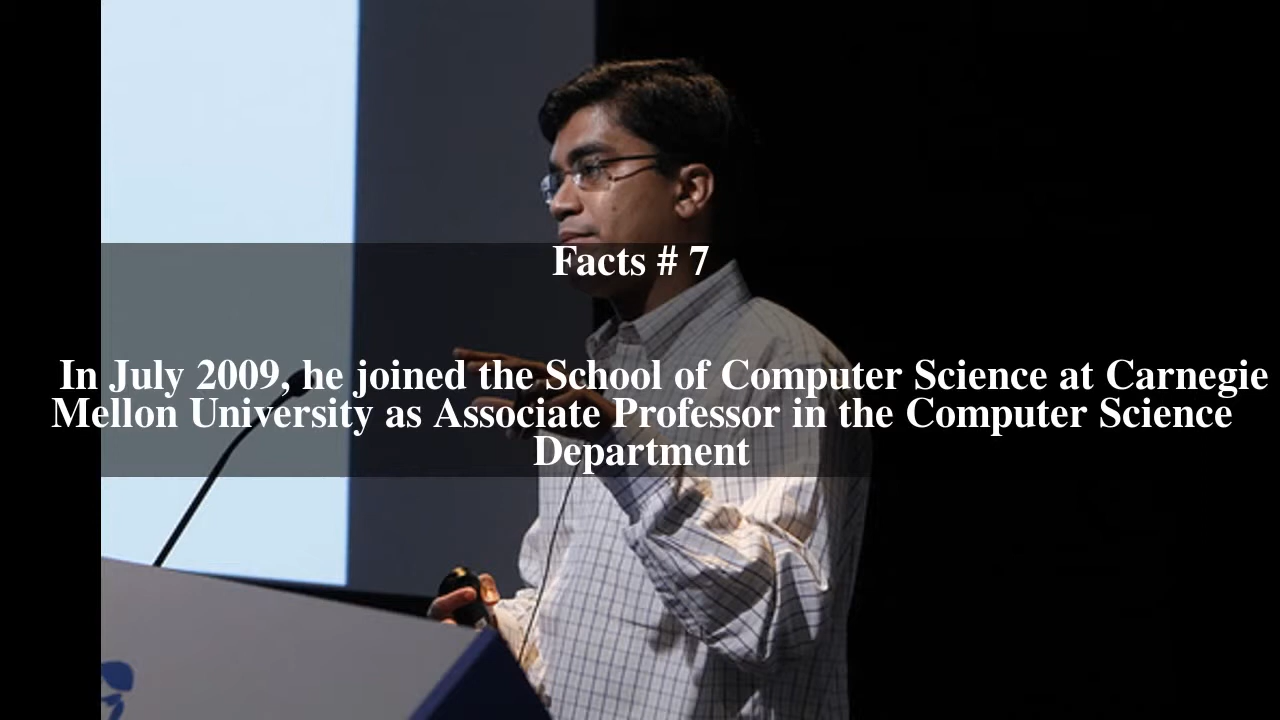 Facts # 7
In July 2009, he joined the School of Computer Science at Carnegie
Mellon University as Associate Professor in the Computer Science
Department